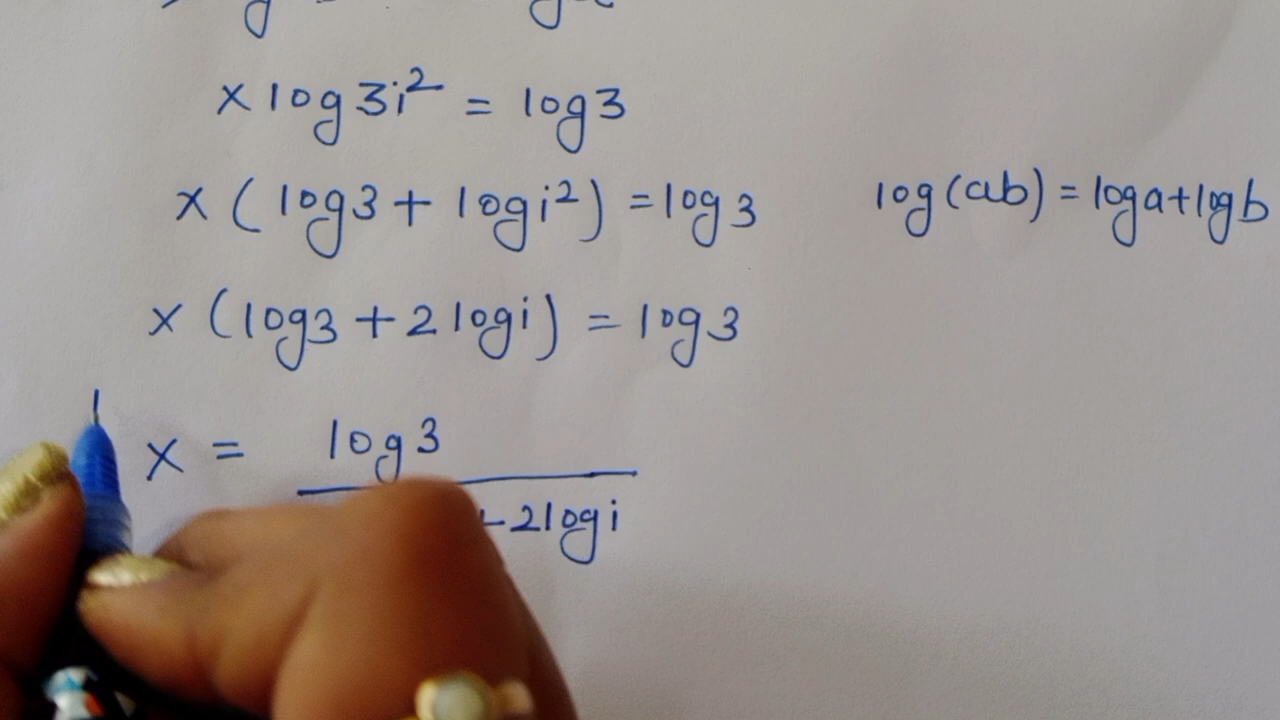 x log 3i² = log 3
x (log 3 + log i²) = log 3
log (ab) = log a + log b
x (log 3 + 2 log i) = log 3
x = log 3
+ 2 log i